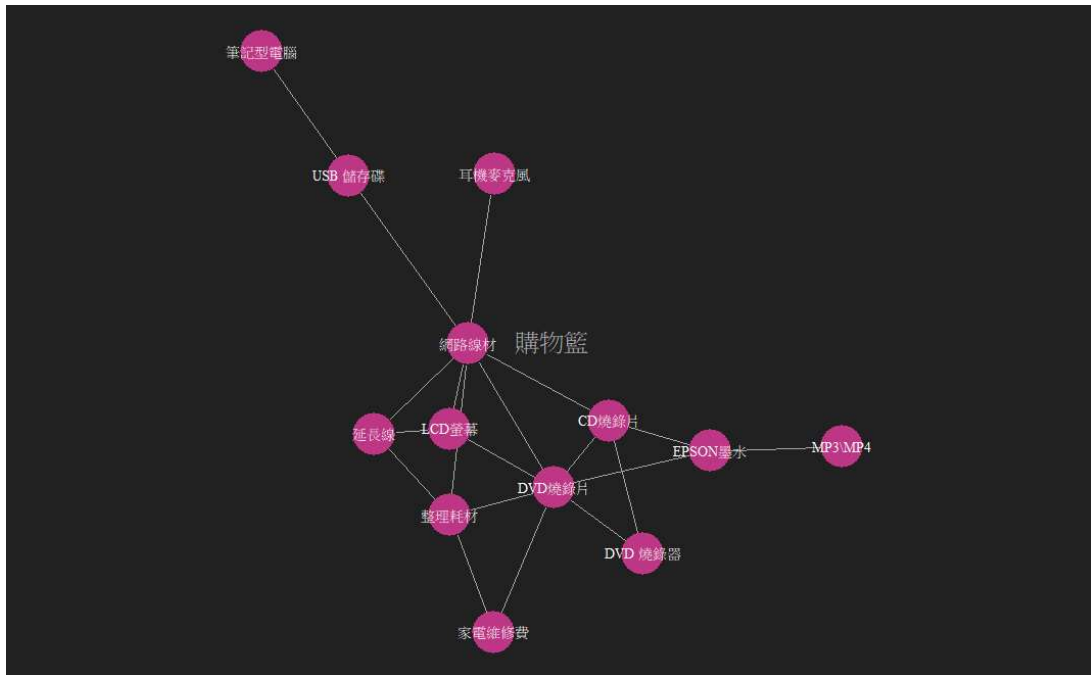 筆記型電腦
USB 儲存碟
耳機麥克風
網路線材
購物籃
延長線
LCD螢幕
CD燒錄片
EPSON墨水
MP3\MP4
DVD燒錄片
整理耗材
DVD 燒錄器
家電維修費